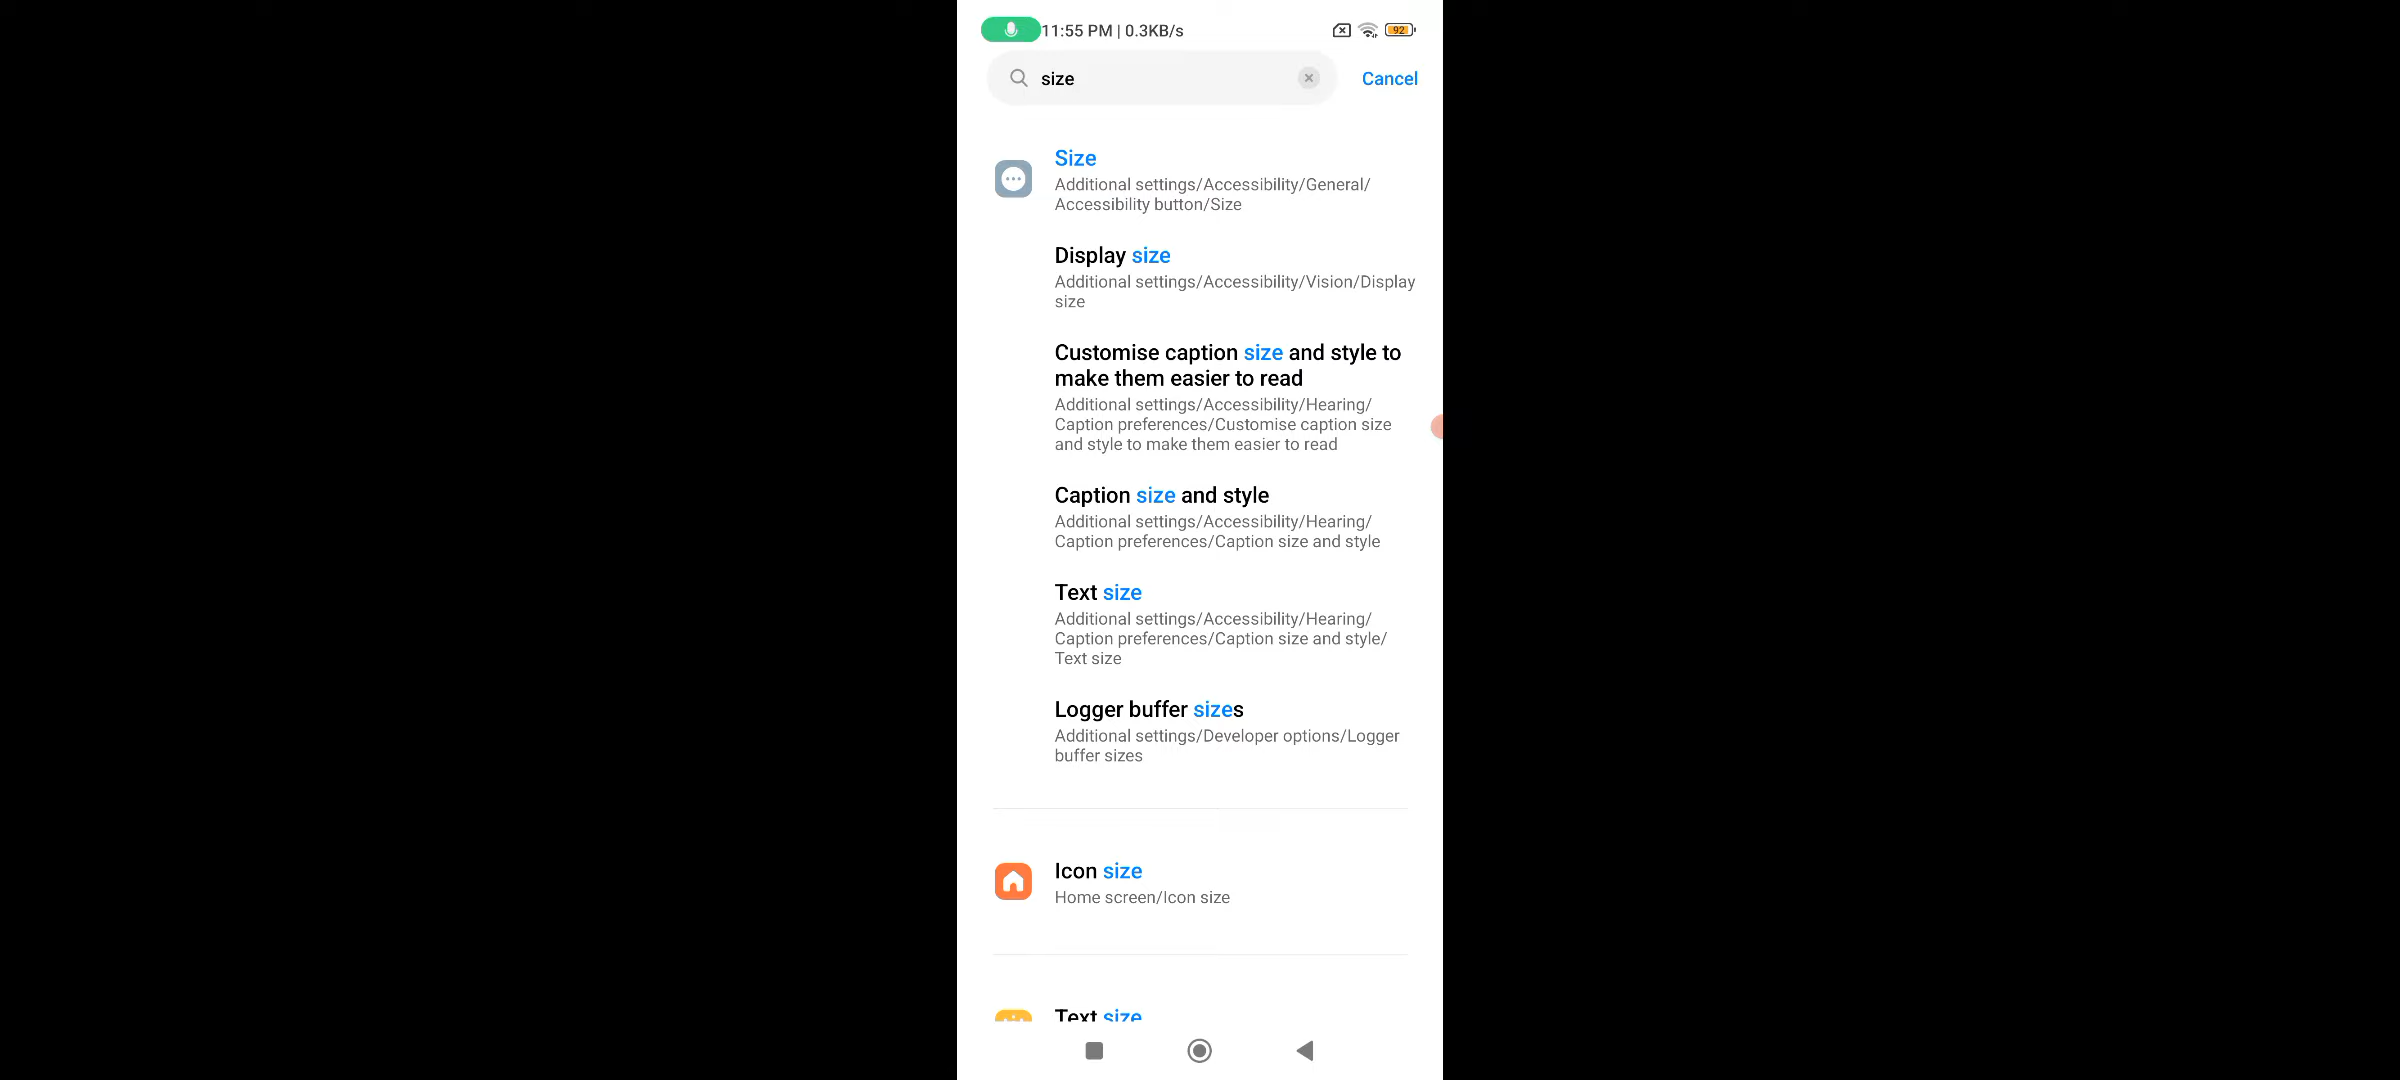 11:55 PM | 0.3KB/s
92
size
Cancel
Size
Additional settings/Accessibility/General/
Accessibility button/Size
Display size
Additional settings/Accessibility/Vision/Display
size
Customise caption size and style to
make them easier to read
Additional settings/Accessibility/Hearing/
Caption preferences/Customise caption size
and style to make them easier to read
Caption size and style
Additional settings/Accessibility/Hearing/
Caption preferences/Caption size and style
Text size
Additional settings/Accessibility/Hearing/
Caption preferences/Caption size and style/
Text size
Logger buffer sizes
Additional settings/Developer options/Logger
buffer sizes
Icon size
Home screen/Icon size
Text size